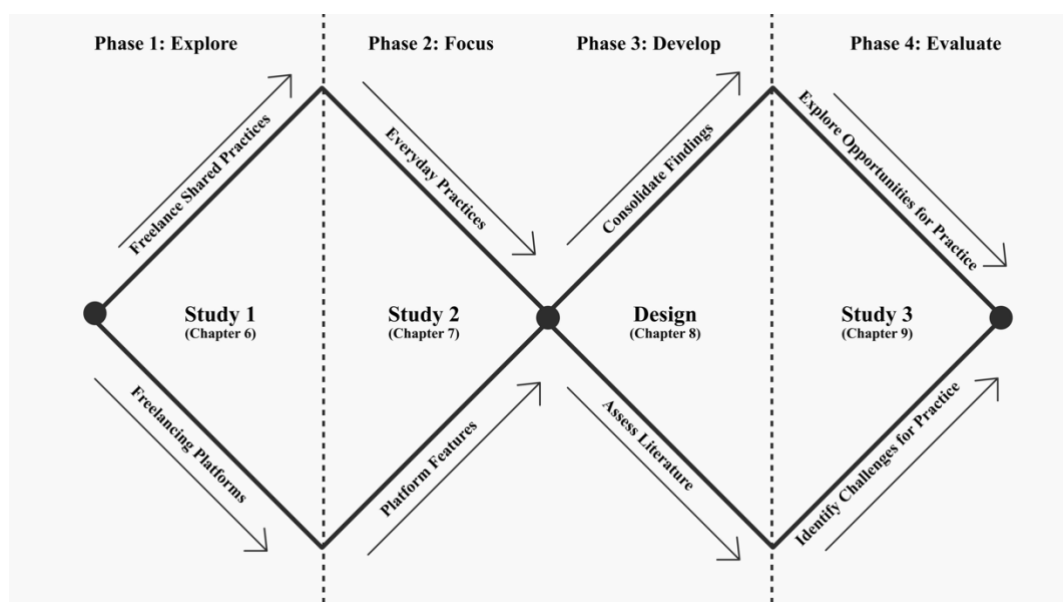 Phase 1: Explore
Phase 2: Focus
Phase 3: Develop
Phase 4: Evaluate
Freelance Shared Practices
Everyday Practices
Consolidate Findings
Explore Opportunities for Practice
Study 1
(Chapter 6)
Study 2
(Chapter 7)
Design
(Chapter 8)
Study 3
(Chapter 9)
Freelancing Platforms
Platform Features
Assess Literature
Identify Challenges for Practice